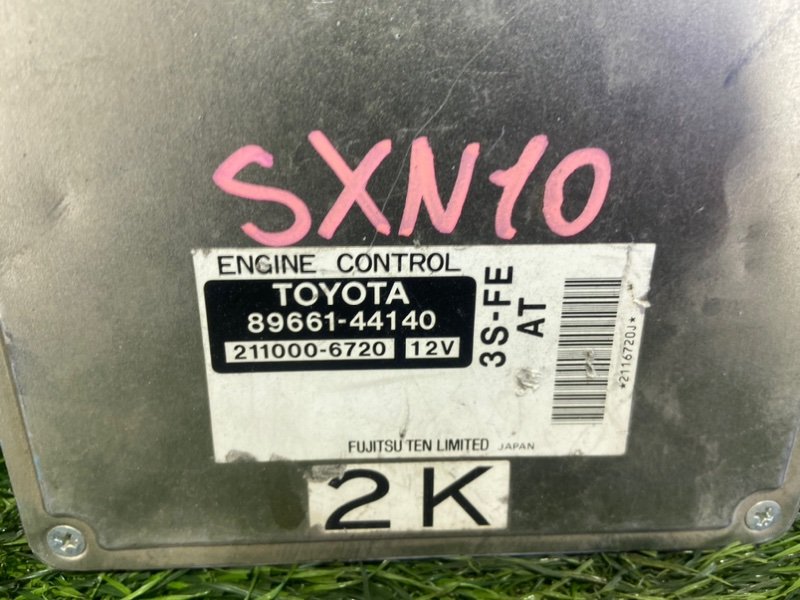 SXN10
ENGINE CONTROL
TOYOTA
89661-44140
211000-6720 12V
3S-FE
AT
*2116720J*
FUJITSU TEN LIMITED JAPAN
2K